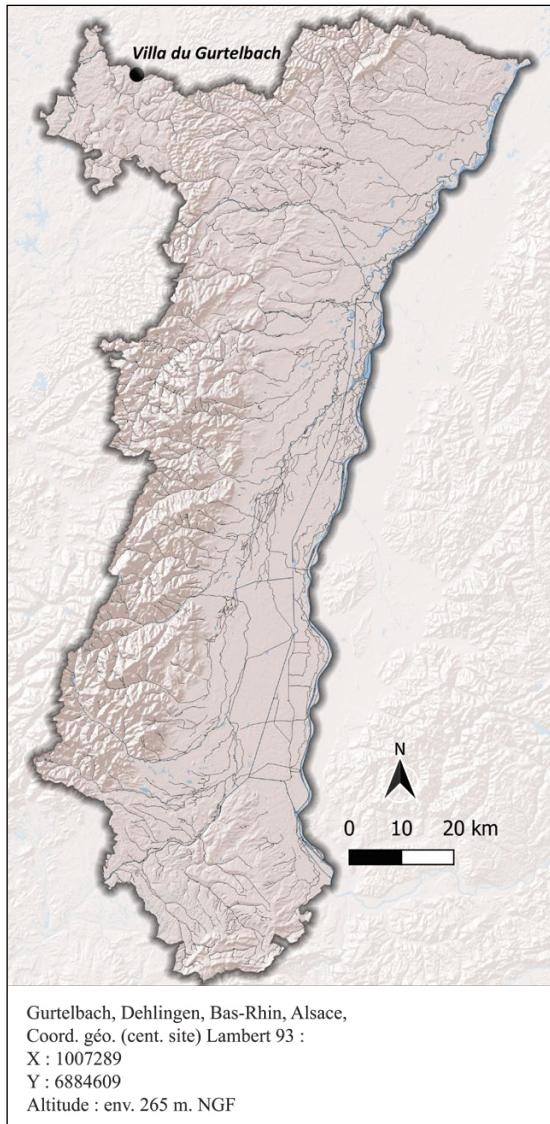 Villa du Gurtelbach
N
0 10 20 km
Gurtelbach, Dehlingen, Bas-Rhin, Alsace,
Coord. géo. (cent. site) Lambert 93 :
X : 1007289
Y : 6884609
Altitude : env. 265 m. NGF